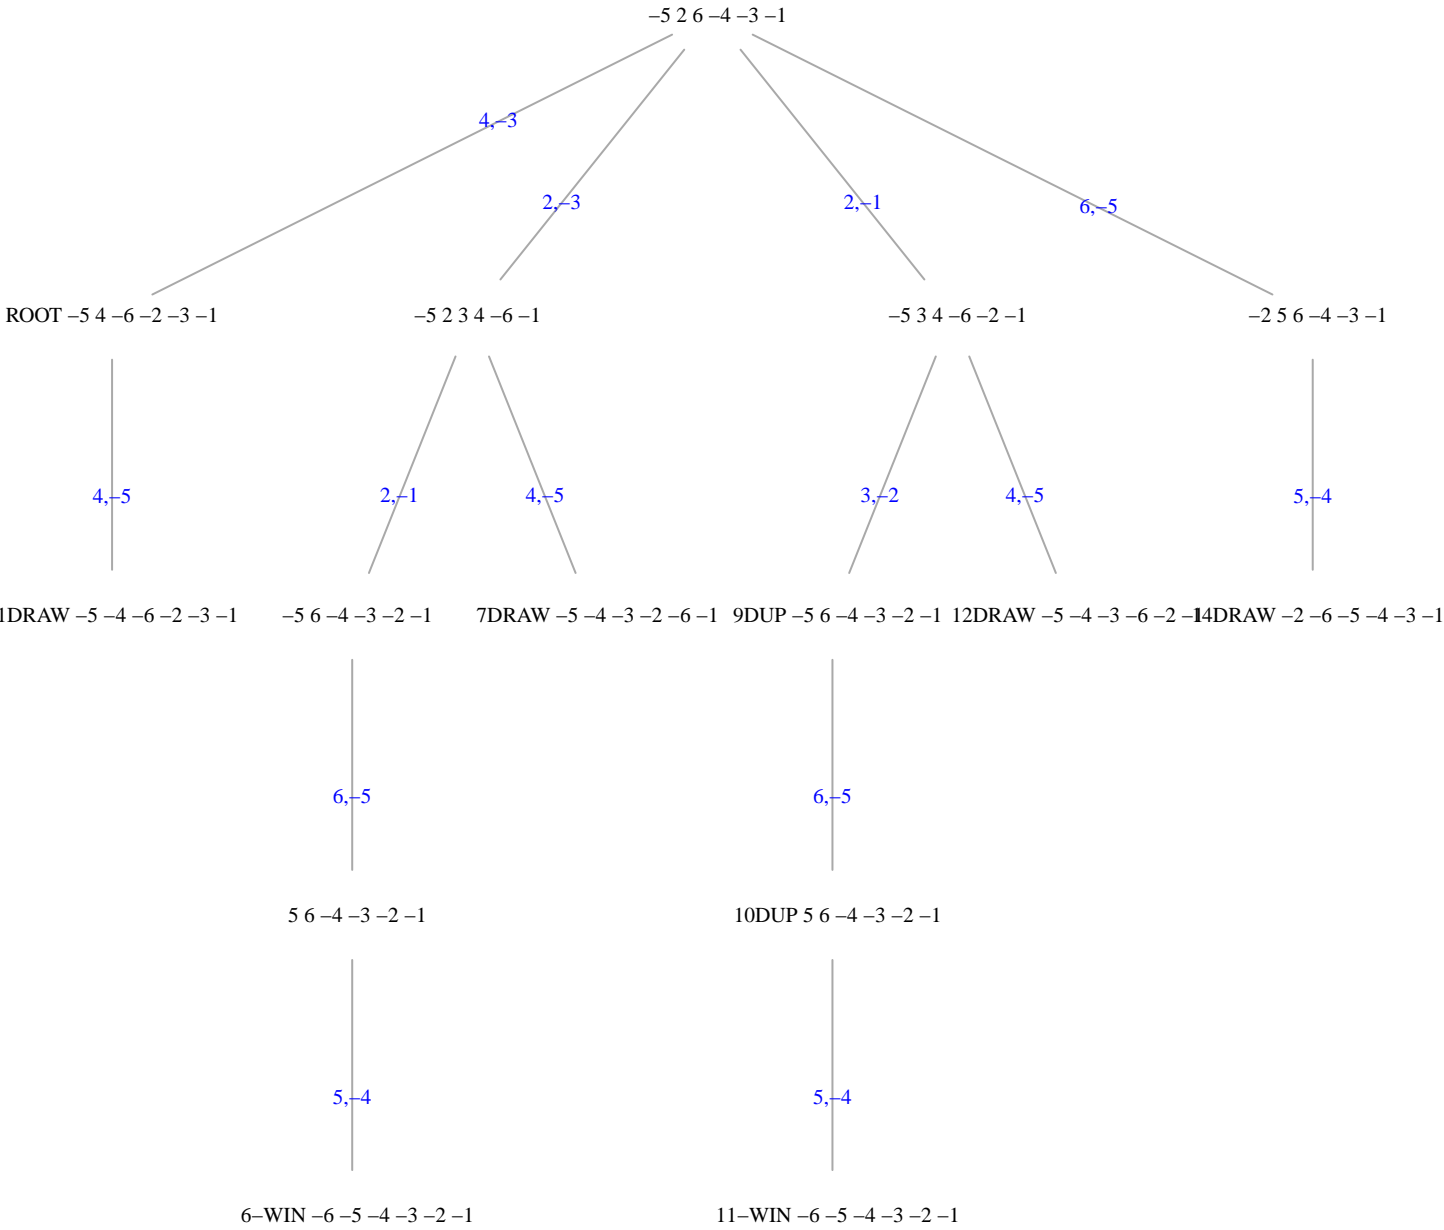 –5 2 6 –4 –3 –1
4,–3
2,–3
2,–1
6,–5
ROOT –5 4 –6 –2 –3 –1
–5 2 3 4 –6 –1
–5 3 4 –6 –2 –1
–2 5 6 –4 –3 –1
4,–5
2,–1
4,–5
3,–2
4,–5
5,–4
1DRAW –5 –4 –6 –2 –3 –1
–5 6 –4 –3 –2 –1
7DRAW –5 –4 –3 –2 –6 –1
9DUP –5 6 –4 –3 –2 –1
12DRAW –5 –4 –3 –6 –2 –1
14DRAW –2 –6 –5 –4 –3 –1
6,–5
6,–5
5 6 –4 –3 –2 –1
10DUP 5 6 –4 –3 –2 –1
5,–4
5,–4
6–WIN –6 –5 –4 –3 –2 –1
11–WIN –6 –5 –4 –3 –2 –1